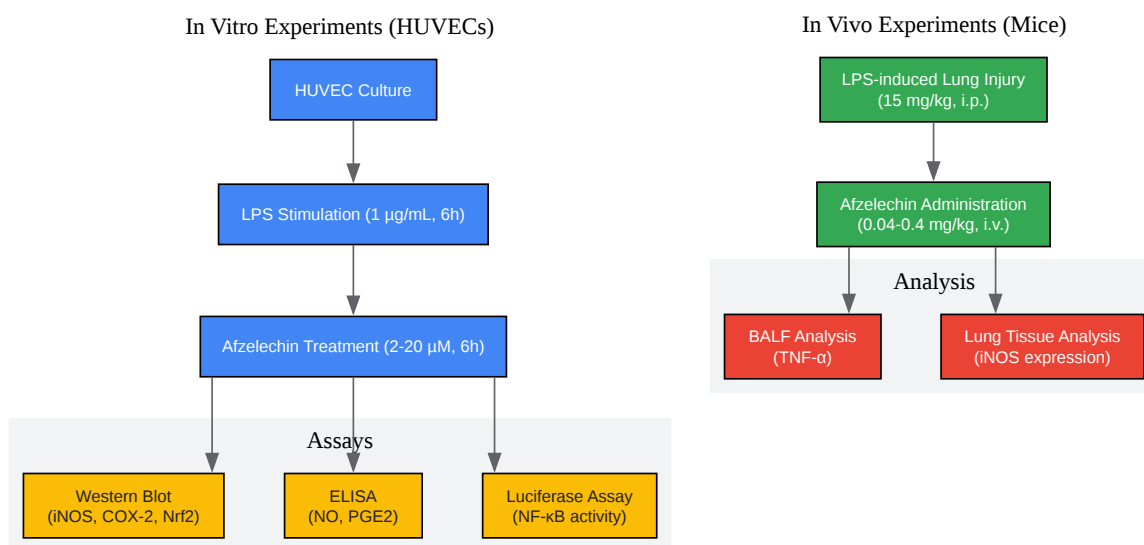 In Vitro Experiments (HUVECs)
HUVEC Culture
LPS Stimulation (1 µg/mL, 6h)
Afzelechin Treatment (2-20 µM, 6h)
Assays
Western Blot
(iNOS, COX-2, Nrf2)
ELISA
(NO, PGE2)
Luciferase Assay
(NF-κB activity)
In Vivo Experiments (Mice)
LPS-induced Lung Injury
(15 mg/kg, i.p.)
Afzelechin Administration
(0.04-0.4 mg/kg, i.v.)
Analysis
BALF Analysis
(TNF-α)
Lung Tissue Analysis
(iNOS expression)